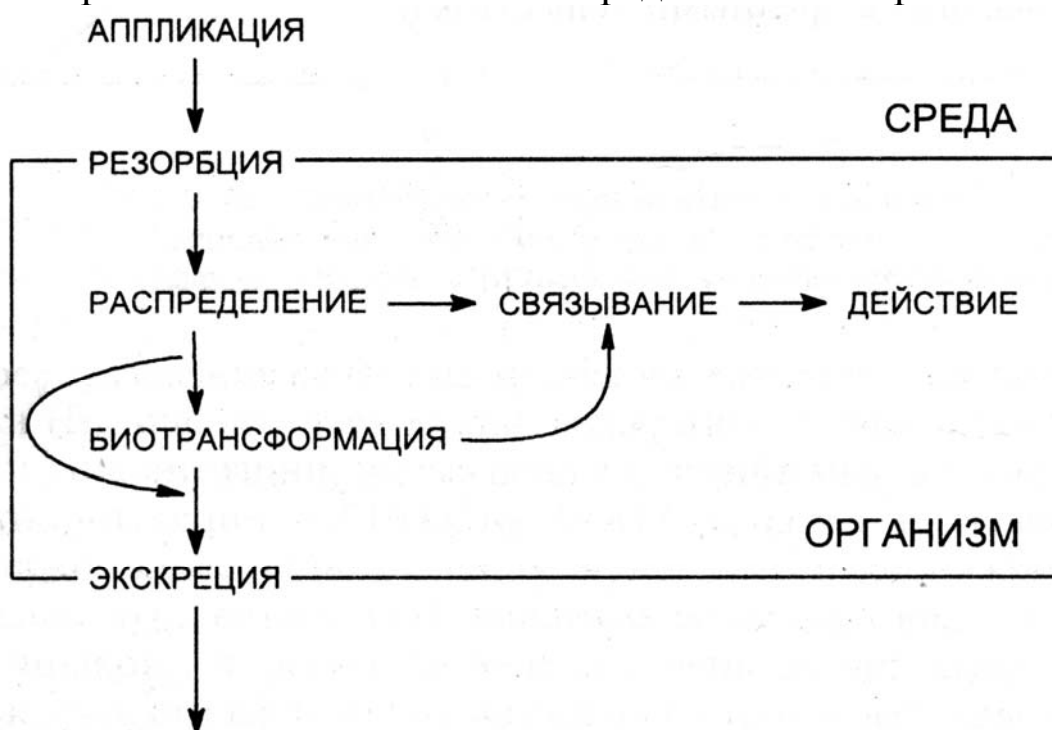 АППЛИКАЦИЯ
СРЕДА
РЕЗОРБЦИЯ
РАСПРЕДЕЛЕНИЕ СВЯЗЫВАНИЕ ДЕЙСТВИЕ
БИОТРАНСФОРМАЦИЯ
ОРГАНИЗМ
ЭКСКРЕЦИЯ